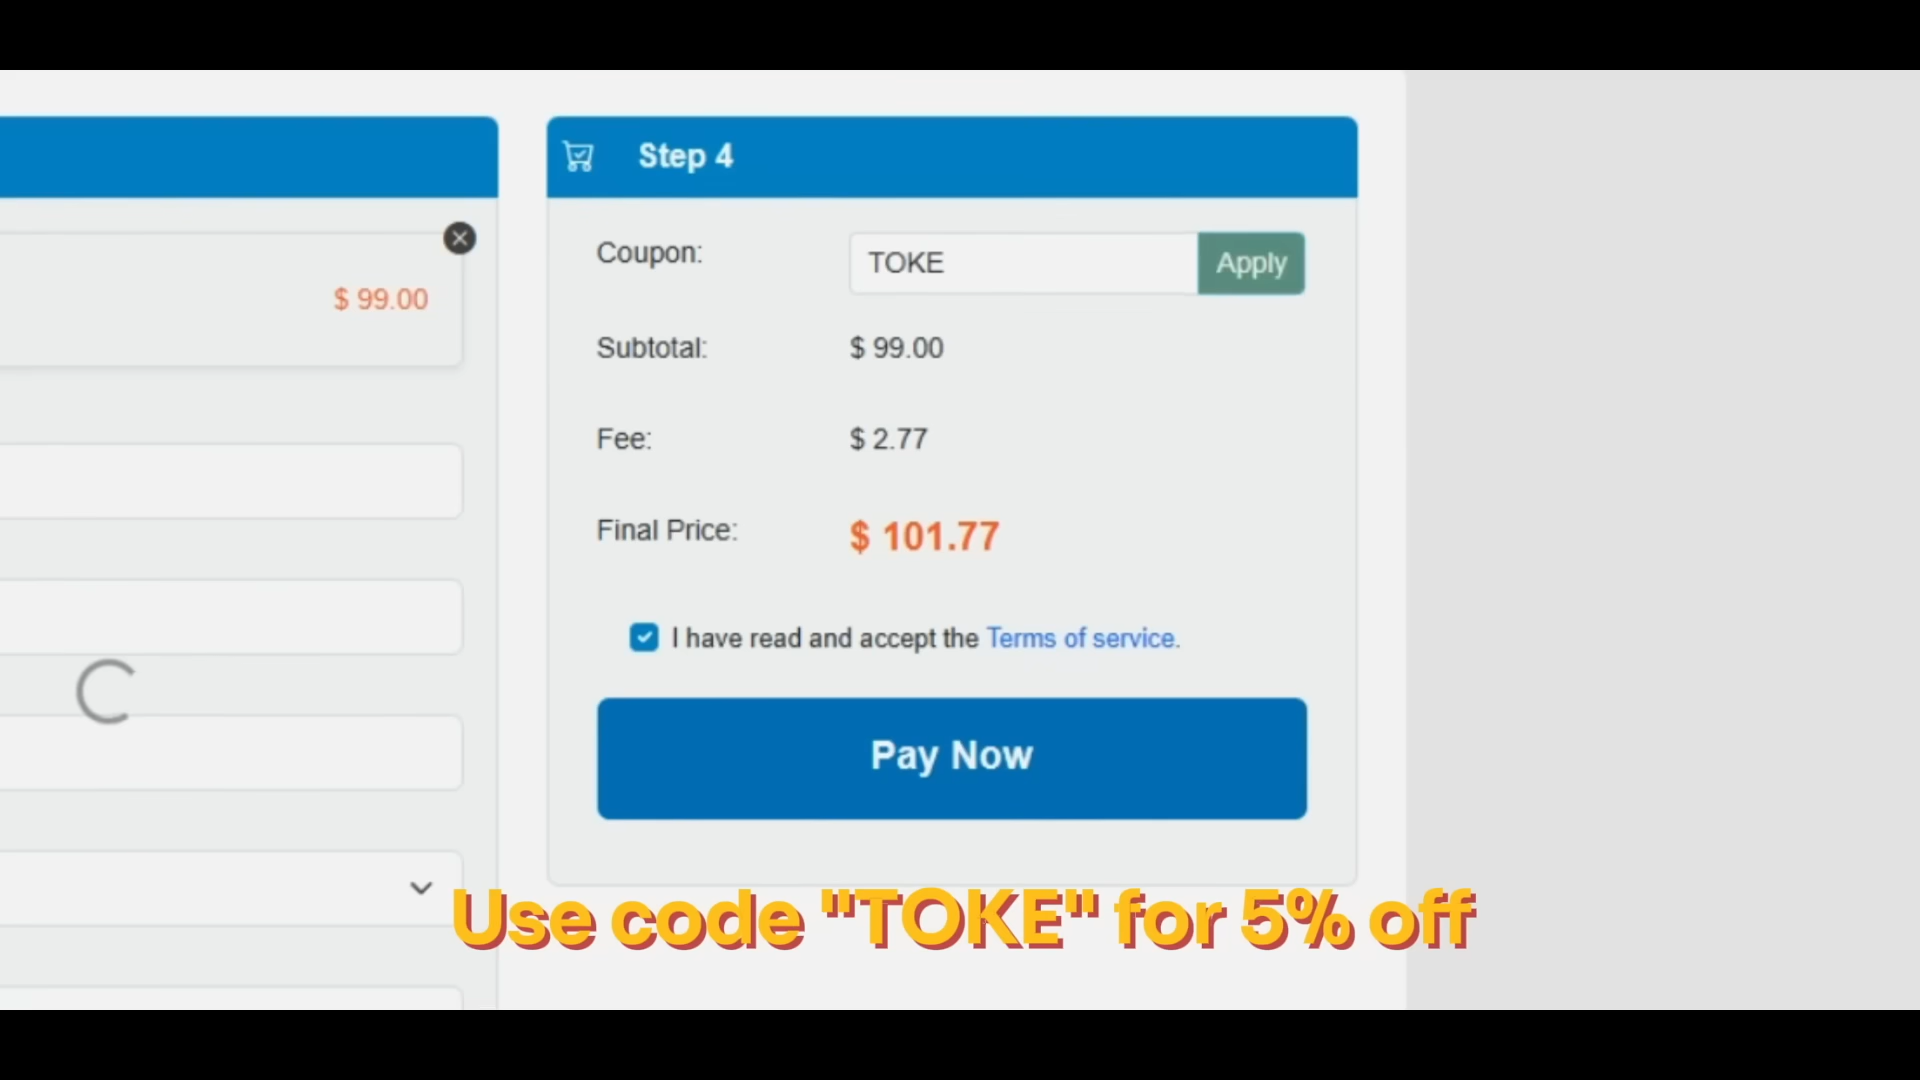 Step 4
$ 99.00
Coupon: TOKE Apply
Subtotal: $ 99.00
Fee: $ 2.77
Final Price: $ 101.77
I have read and accept the Terms of service.
Pay Now
Use code "TOKE" for 5% off